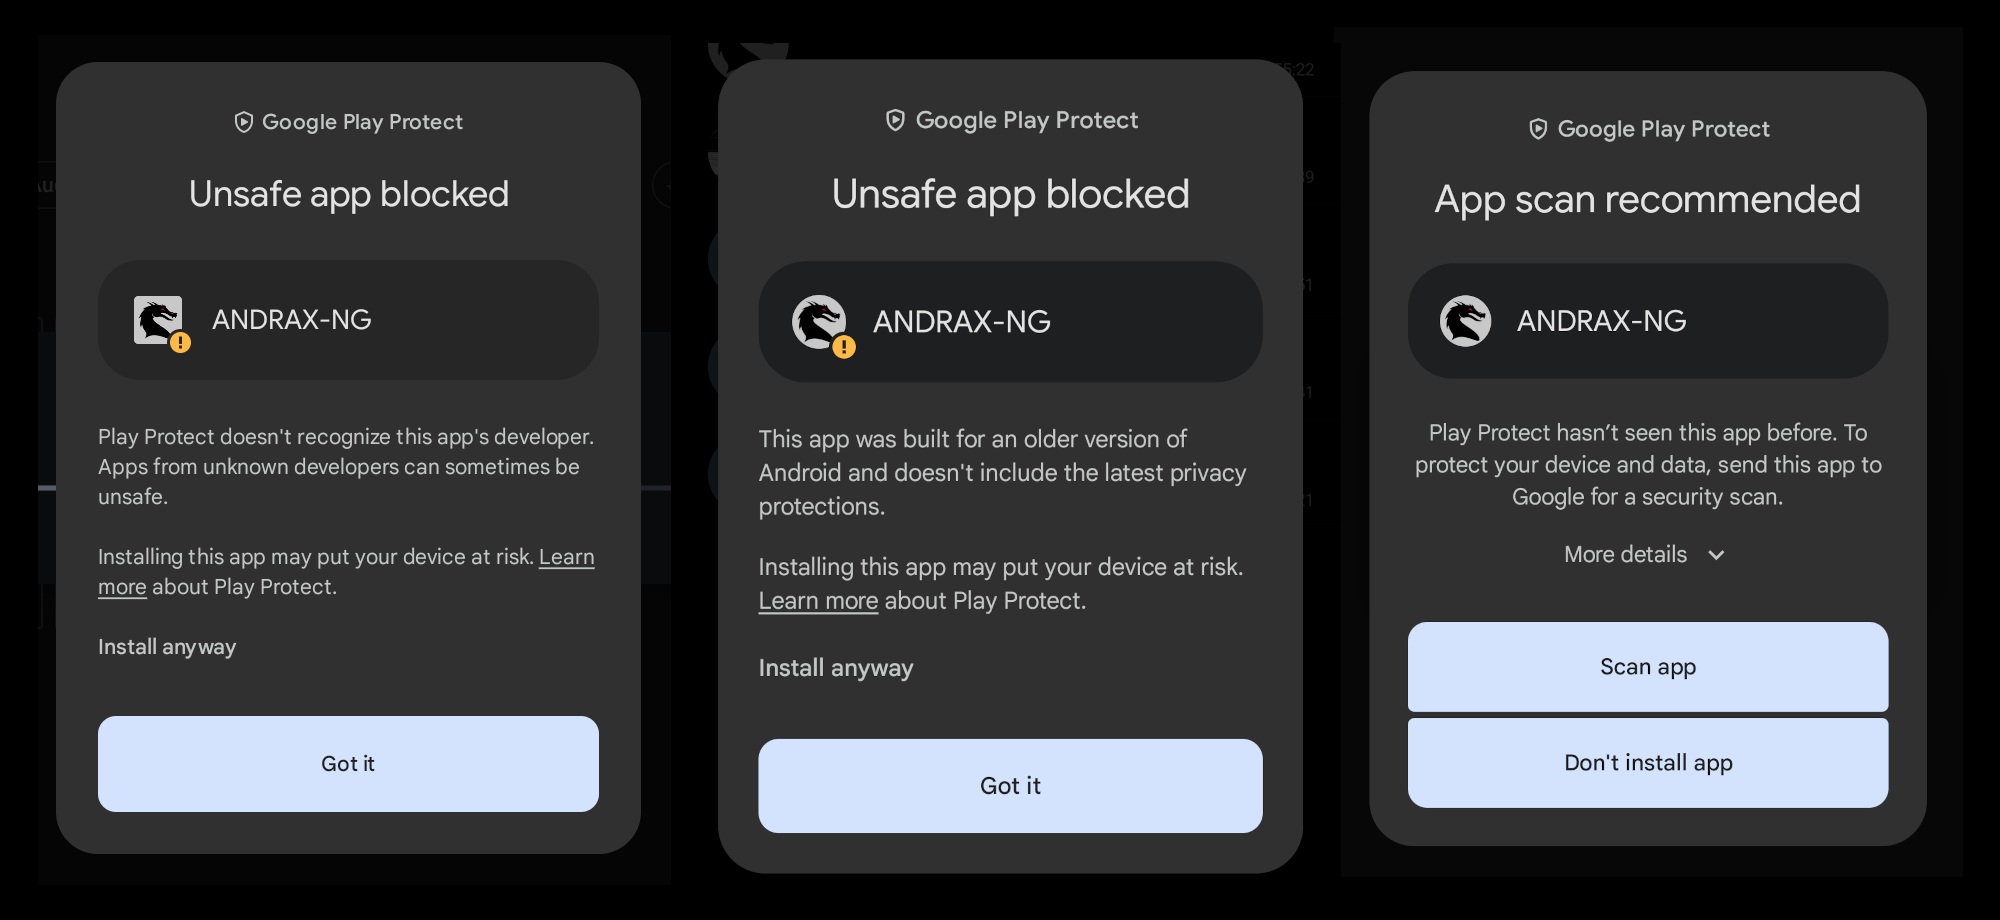 Google Play Protect
Unsafe app blocked
ANDRAX-NG
Play Protect doesn't recognize this app's developer.
Apps from unknown developers can sometimes be
unsafe.
Installing this app may put your device at risk. Learn
more about Play Protect.
Install anyway
Got it
Google Play Protect
Unsafe app blocked
ANDRAX-NG
This app was built for an older version of
Android and doesn't include the latest privacy
protections.
Installing this app may put your device at risk.
Learn more about Play Protect.
Install anyway
Got it
Google Play Protect
App scan recommended
ANDRAX-NG
Play Protect hasn’t seen this app before. To
protect your device and data, send this app to
Google for a security scan.
More details
Scan app
Don't install app